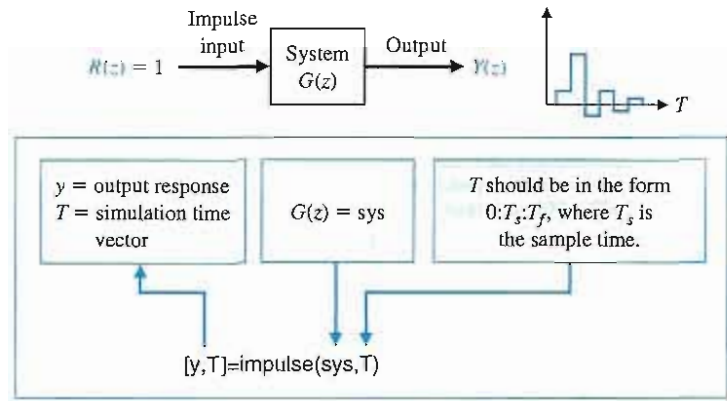 Impulse
input
R(z) = 1
System
G(z)
Output
Y(z)
T
y = output response
T = simulation time
vector
G(z) = sys
T should be in the form
0:Tₛ:T_f, where Tₛ is
the sample time.
[y,T]=impulse(sys,T)